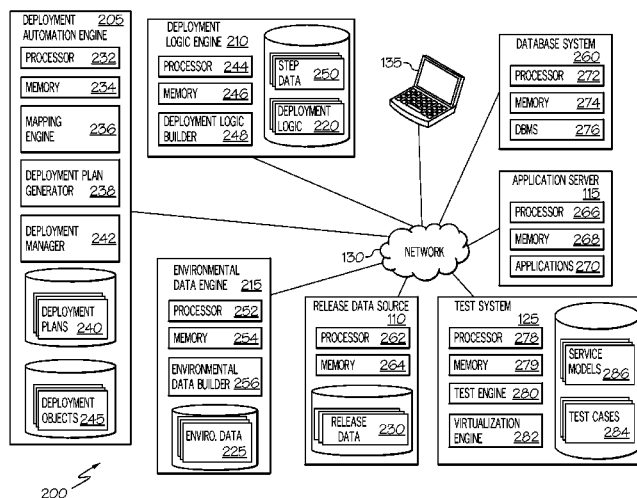 DEPLOYMENT 205
AUTOMATION ENGINE
PROCESSOR 232
MEMORY 234
MAPPING
ENGINE 236
DEPLOYMENT PLAN
GENERATOR 238
DEPLOYMENT
MANAGER 242
DEPLOYMENT
PLANS 240
DEPLOYMENT
OBJECTS 245
200
DEPLOYMENT
LOGIC ENGINE 210
PROCESSOR 244
MEMORY 246
DEPLOYMENT LOGIC
BUILDER 248
STEP
DATA 250
DEPLOYMENT
LOGIC 220
135
DATABASE SYSTEM
260
PROCESSOR 272
MEMORY 274
DBMS 276
APPLICATION SERVER
115
PROCESSOR 266
MEMORY 268
APPLICATIONS 270
130
NETWORK
ENVIRONMENTAL
DATA ENGINE 215
PROCESSOR 252
MEMORY 254
ENVIRONMENTAL
DATA BUILDER 256
ENVIRO. DATA
225
RELEASE DATA SOURCE
110
PROCESSOR 262
MEMORY 264
RELEASE
DATA 230
TEST SYSTEM
125
PROCESSOR 278
MEMORY 279
TEST ENGINE 280
VIRTUALIZATION
ENGINE 282
SERVICE
MODELS
286
TEST CASES
284